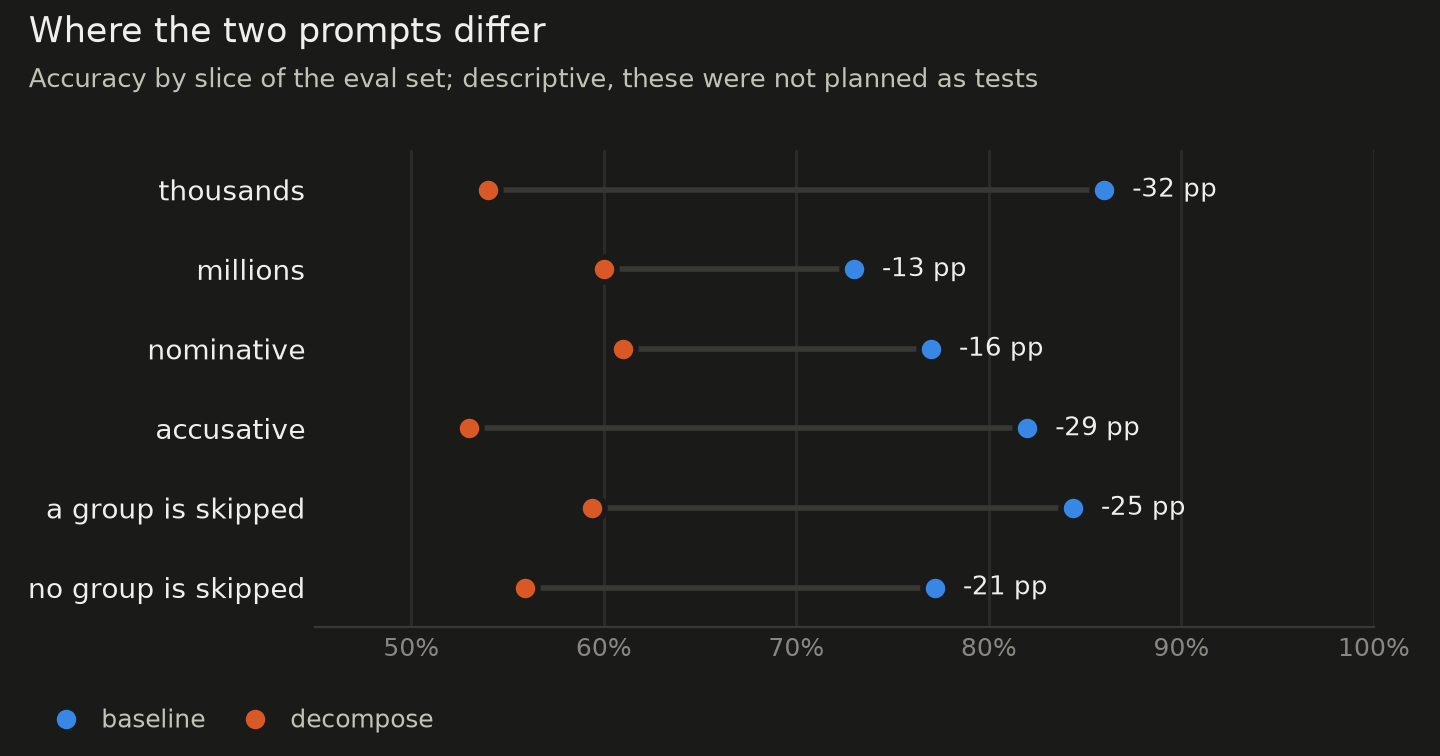 Where the two prompts differ
Accuracy by slice of the eval set; descriptive, these were not planned as tests
thousands
-32 pp
millions
-13 pp
nominative
-16 pp
accusative
-29 pp
a group is skipped
-25 pp
no group is skipped
-21 pp
50% 60% 70% 80% 90% 100%
baseline decompose